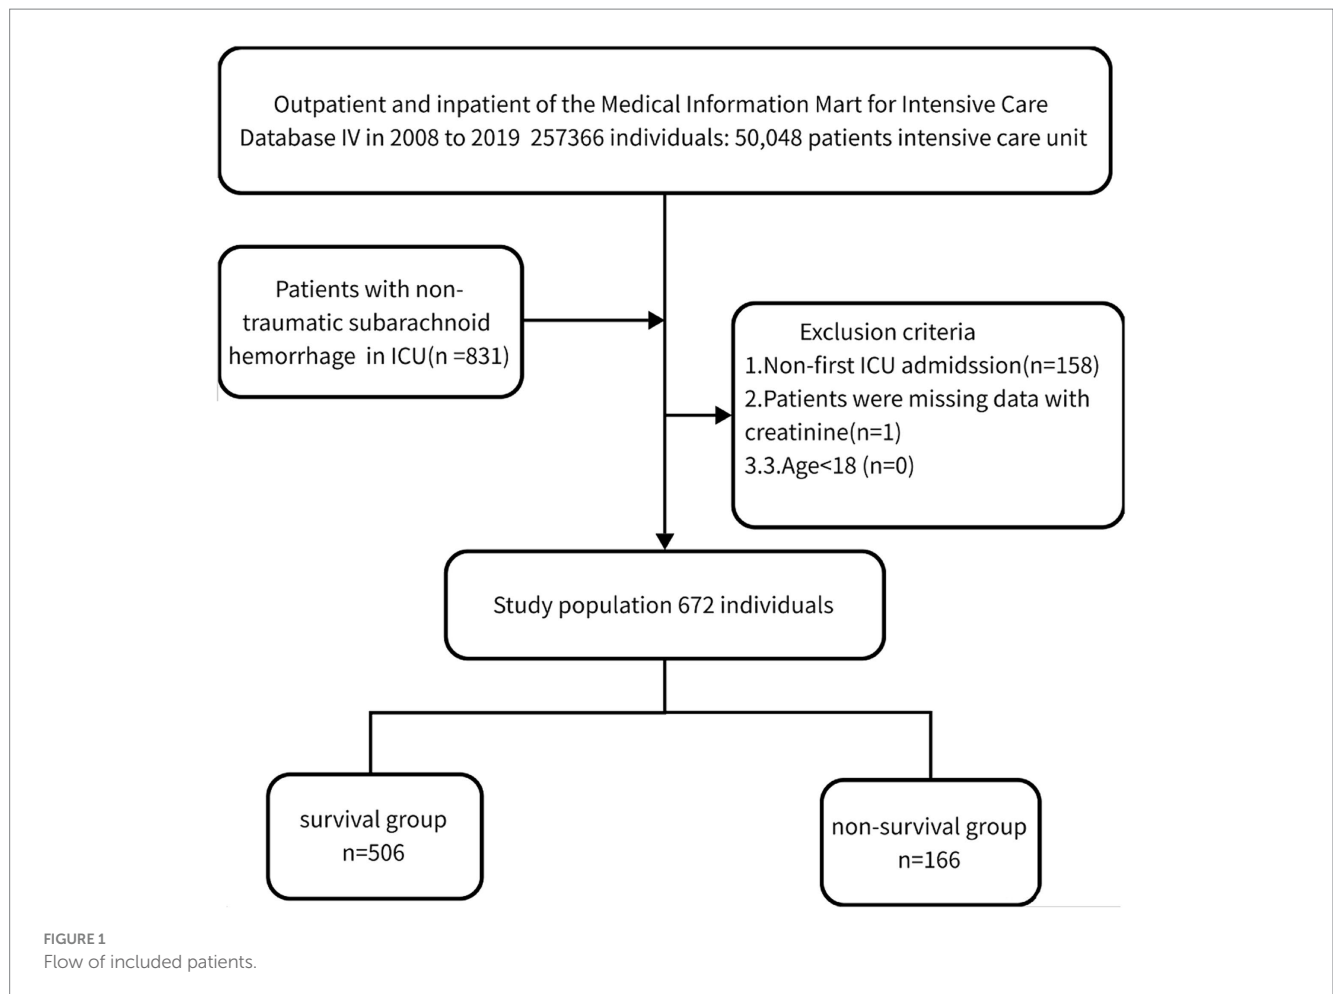 Outpatient and inpatient of the Medical Information Mart for Intensive Care
Database IV in 2008 to 2019 257366 individuals: 50,048 patients intensive care unit
Patients with non-
traumatic subarachnoid
hemorrhage in ICU(n =831)
Exclusion criteria
1.Non-first ICU admidssion(n=158)
2.Patients were missing data with
creatinine(n=1)
3.3.Age<18 (n=0)
Study population 672 individuals
survival group
n=506
non-survival group
n=166
FIGURE 1
Flow of included patients.